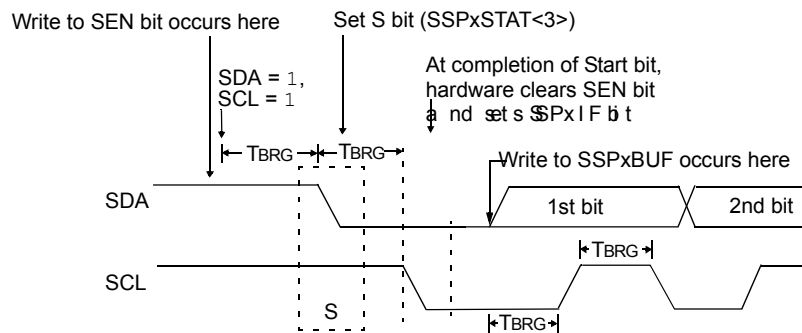 Write to SEN bit occurs here
Set S bit (SSPxSTAT<3>)
SDA = 1,
SCL = 1
At completion of Start bit,
hardware clears SEN bit
and sets SSPxIF bit
TBRG
TBRG
Write to SSPxBUF occurs here
SDA
1st bit
2nd bit
TBRG
SCL
S
TBRG